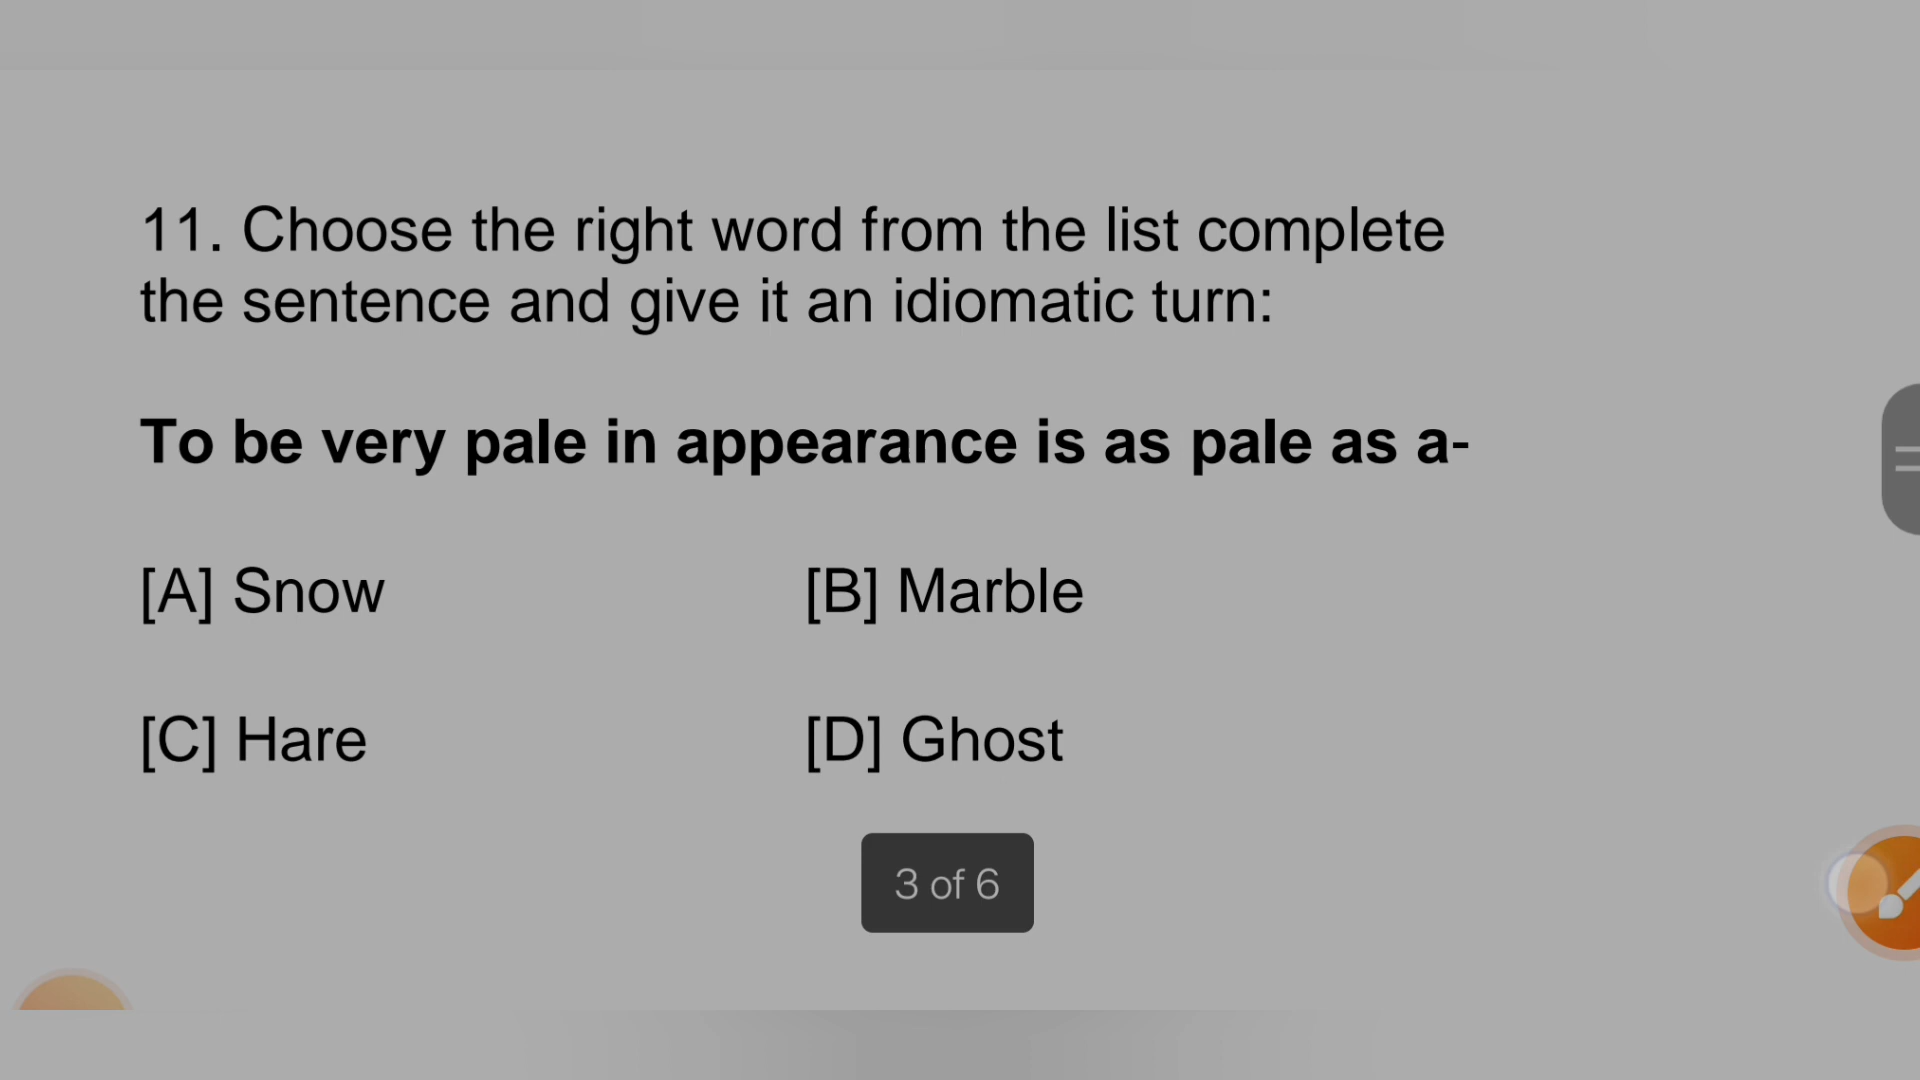 11. Choose the right word from the list complete
the sentence and give it an idiomatic turn:
To be very pale in appearance is as pale as a-
[A] Snow [B] Marble
[C] Hare [D] Ghost
3 of 6